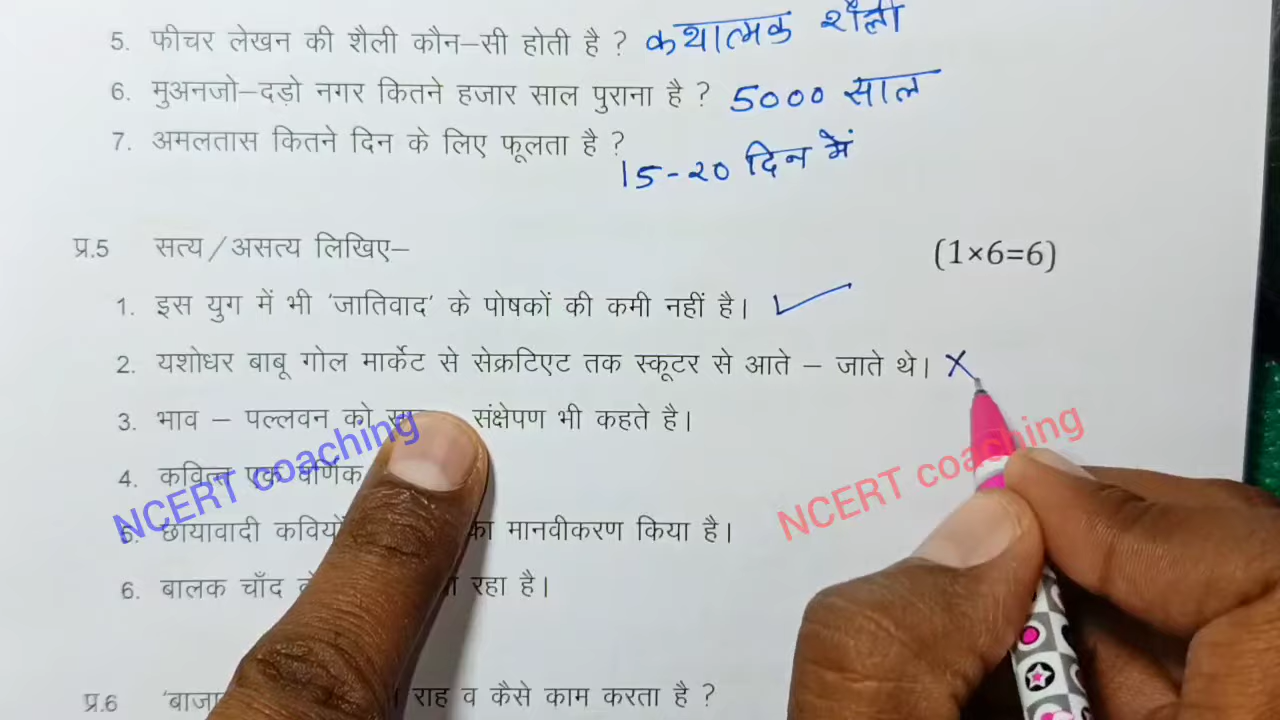 5. फीचर लेखन की शैली कौन–सी होती है ? कथात्मक शैली
6. मुअनजो–दड़ो नगर कितने हजार साल पुराना है ? 5000 साल
7. अमलतास कितने दिन के लिए फूलता है ?
15-20 दिन में
प्र.5 सत्य/असत्य लिखिए– (1×6=6)
1. इस युग में भी 'जातिवाद' के पोषकों की कमी नहीं है। ✓
2. यशोधर बाबू गोल मार्केट से सेक्रटिएट तक स्कूटर से आते – जाते थे। X
3. भाव – पल्लवन को संक्षेपण भी कहते है।
4. कवित्त एक वर्णिक
5. छायावादी कवियों का मानवीकरण किया है।
6. बालक चाँद रहा है।
प्र.6 राह व कैसे काम करता है ?
NCERT coaching
NCERT coaching